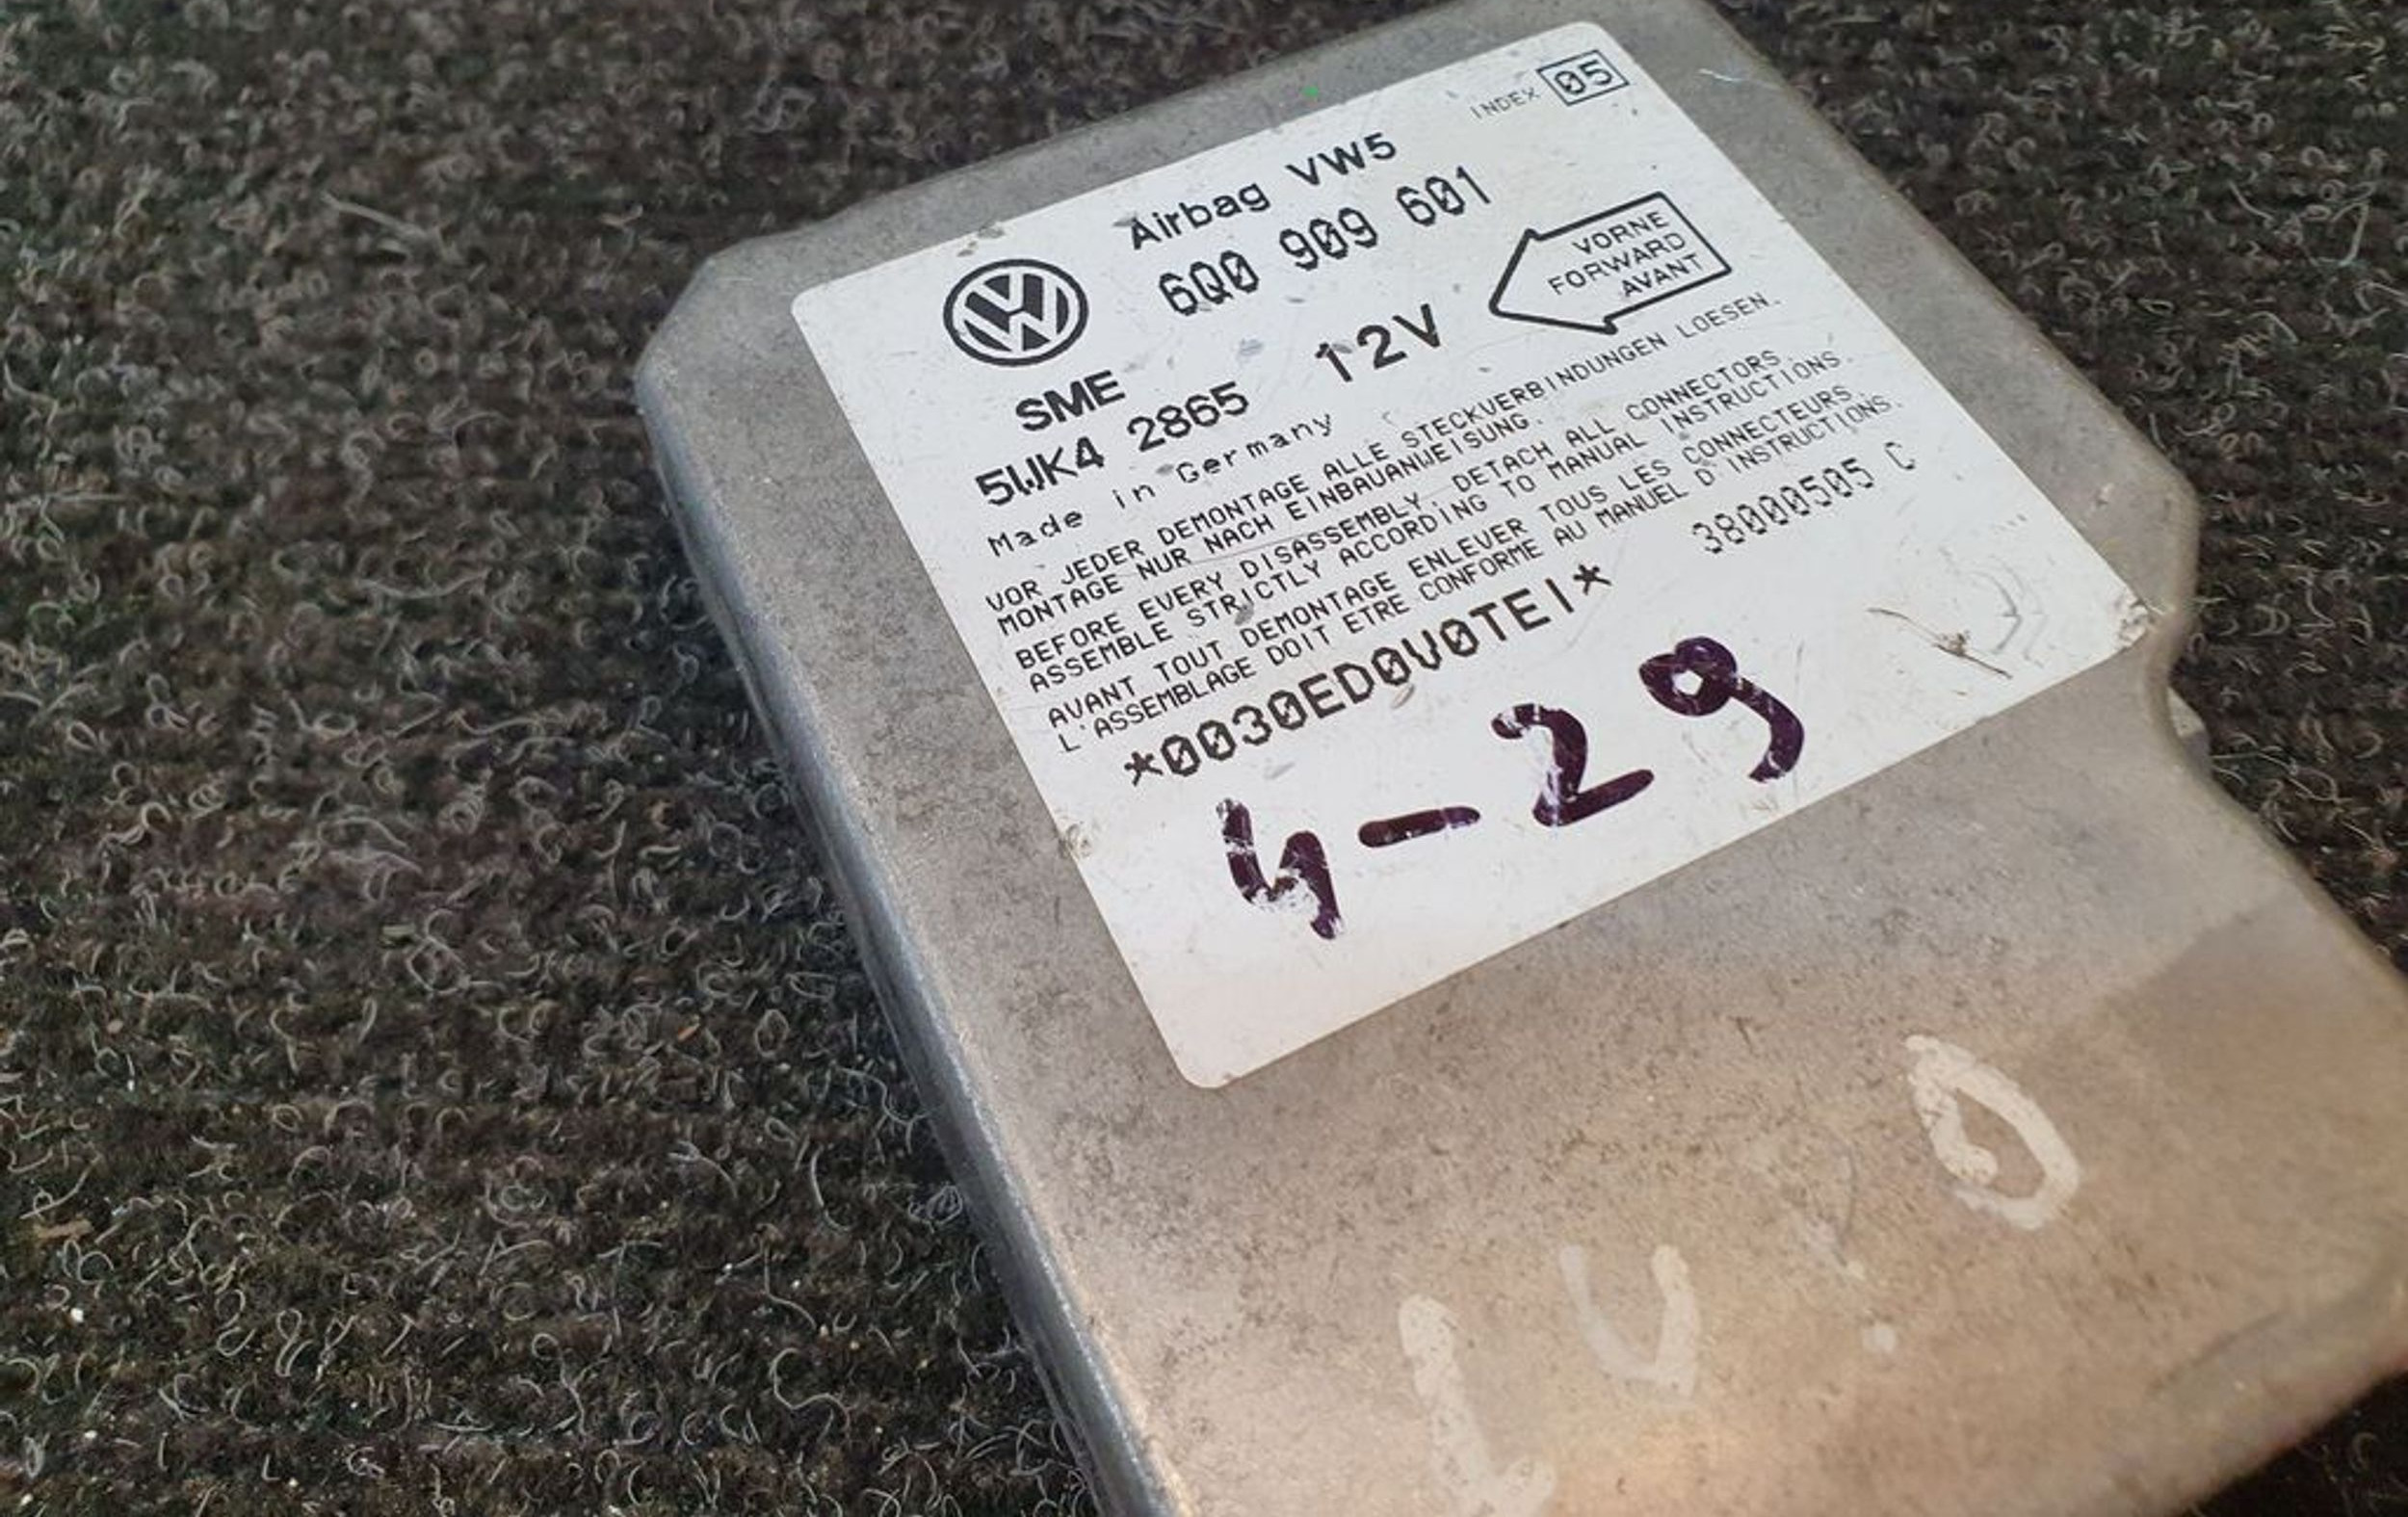 INDEX 05
Airbag VW5
6Q0 909 601
VORNE
FORWARD
AVANT
SME
5WK4 2865 12V
Made in Germany
VOR JEDER DEMONTAGE ALLE STECKVERBINDUNGEN LOESEN.
MONTAGE NUR NACH EINBAUANWEISUNG.
BEFORE EVERY DISASSEMBLY DETACH ALL CONNECTORS.
ASSEMBLE STRICTLY ACCORDING TO MANUAL INSTRUCTIONS.
AVANT TOUT DEMONTAGE ENLEVER TOUS LES CONNECTEURS.
L'ASSEMBLAGE DOIT ETRE CONFORME AU MANUEL D'INSTRUCTIONS.
*0030ED0V0TEI*
38000505 C
4-29